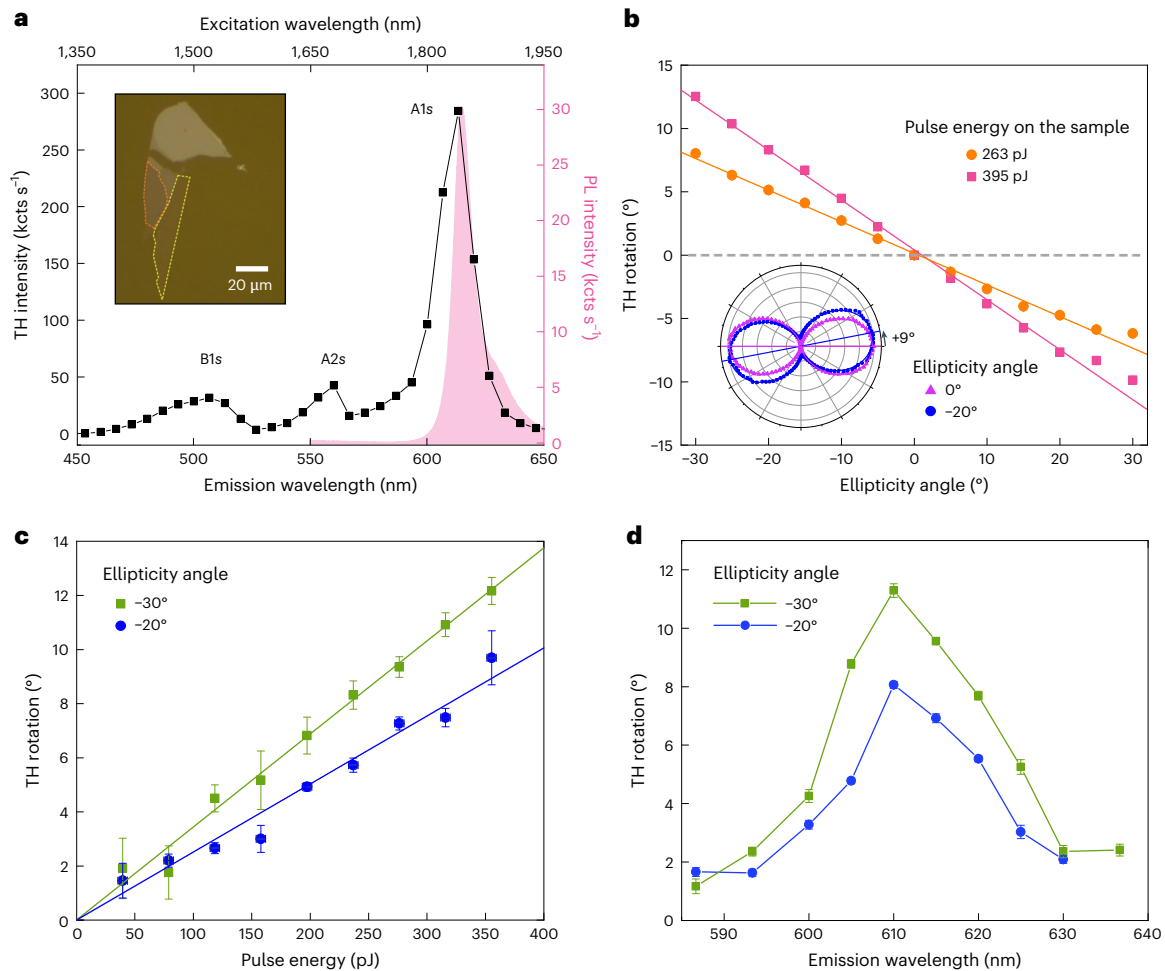 a
Excitation wavelength (nm)
1,350 1,500 1,650 1,800 1,950
TH intensity (kcts s⁻¹)
300
250
200
150
100
50
0
B1s
A2s
A1s
20 μm
30
25
20
15
10
5
0
PL intensity (kcts s⁻¹)
450 500 550 600 650
Emission wavelength (nm)
b
TH rotation (°)
15
10
5
0
−5
−10
−15
Pulse energy on the sample
263 pJ
395 pJ
+9°
Ellipticity angle
0°
−20°
−30 −20 −10 0 10 20 30
Ellipticity angle (°)
c
TH rotation (°)
14
12
10
8
6
4
2
0
Ellipticity angle
−30°
−20°
0 50 100 150 200 250 300 350 400
Pulse energy (pJ)
d
TH rotation (°)
12
10
8
6
4
2
0
Ellipticity angle
−30°
−20°
590 600 610 620 630 640
Emission wavelength (nm)